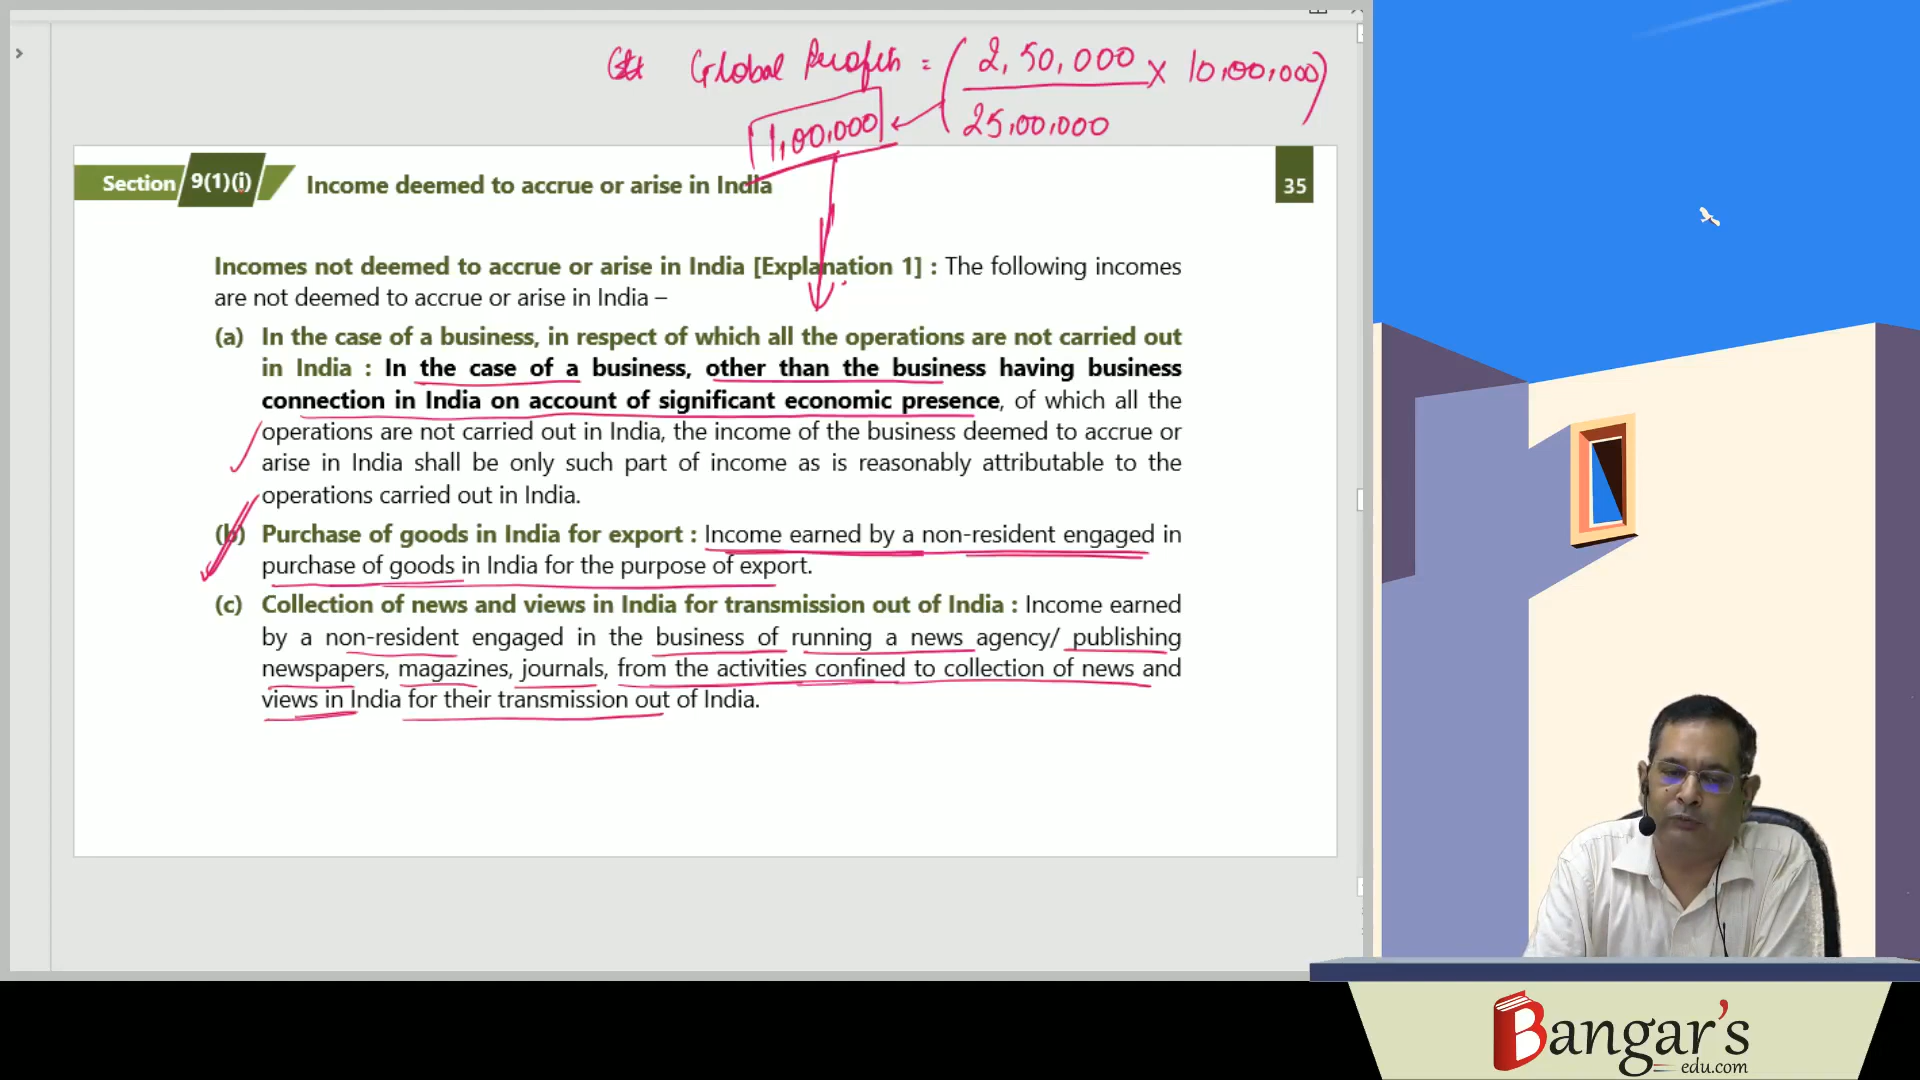 Global Profits = ( 2,50,000 × 10,00,000 )
25,00,000
1,00,000
Section 9(1)(i) Income deemed to accrue or arise in India 35
Incomes not deemed to accrue or arise in India [Explanation 1] : The following incomes
are not deemed to accrue or arise in India –
(a) In the case of a business, in respect of which all the operations are not carried out
in India : In the case of a business, other than the business having business
connection in India on account of significant economic presence, of which all the
operations are not carried out in India, the income of the business deemed to accrue or
arise in India shall be only such part of income as is reasonably attributable to the
operations carried out in India.
(b) Purchase of goods in India for export : Income earned by a non-resident engaged in
purchase of goods in India for the purpose of export.
(c) Collection of news and views in India for transmission out of India : Income earned
by a non-resident engaged in the business of running a news agency/ publishing
newspapers, magazines, journals, from the activities confined to collection of news and
views in India for their transmission out of India.
Bangar's
edu.com